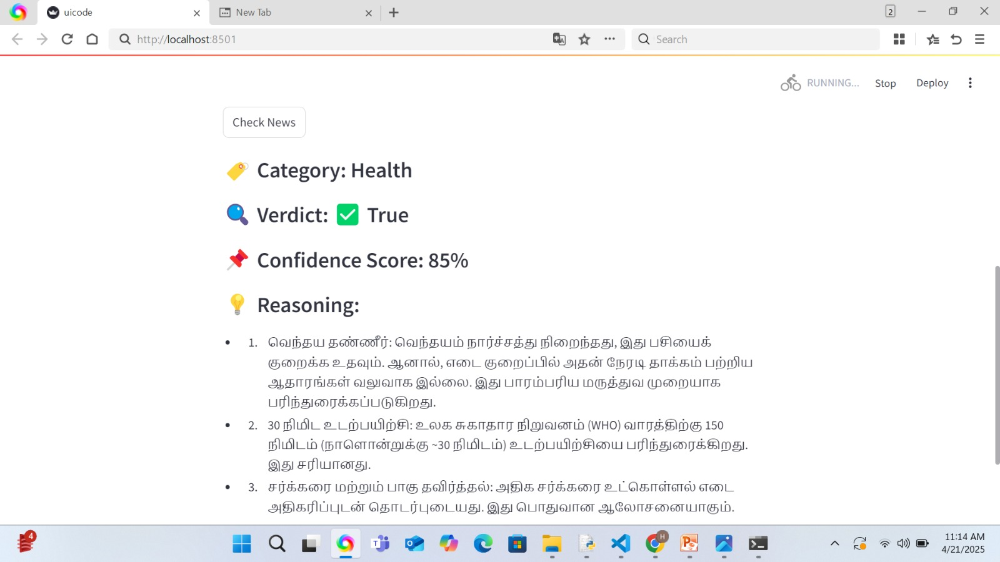 uicode
New Tab
2
http://localhost:8501
Search
RUNNING...
Stop
Deploy
Check News
Category: Health
Verdict: ✅ True
Confidence Score: 85%
Reasoning:
1. வெந்தய தண்ணீர்: வெந்தயம் நார்ச்சத்து நிறைந்தது, இது பசியைக்
குறைக்க உதவும். ஆனால், எடை குறைப்பில் அதன் நேரடி தாக்கம் பற்றிய
ஆதாரங்கள் வலுவாக இல்லை. இது பாரம்பரிய மருத்துவ முறையாக
பரிந்துரைக்கப்படுகிறது.
2. 30 நிமிட உடற்பயிற்சி: உலக சுகாதார நிறுவனம் (WHO) வாரத்திற்கு 150
நிமிடம் (நாளொன்றுக்கு ~30 நிமிடம்) உடற்பயிற்சியை பரிந்துரைக்கிறது.
இது சரியானது.
3. சர்க்கரை மற்றும் பாகு தவிர்த்தல்: அதிக சர்க்கரை உட்கொள்ளல் எடை
அதிகரிப்புடன் தொடர்புடையது. இது பொதுவான ஆலோசனையாகும்.
4
H
11:14 AM
4/21/2025